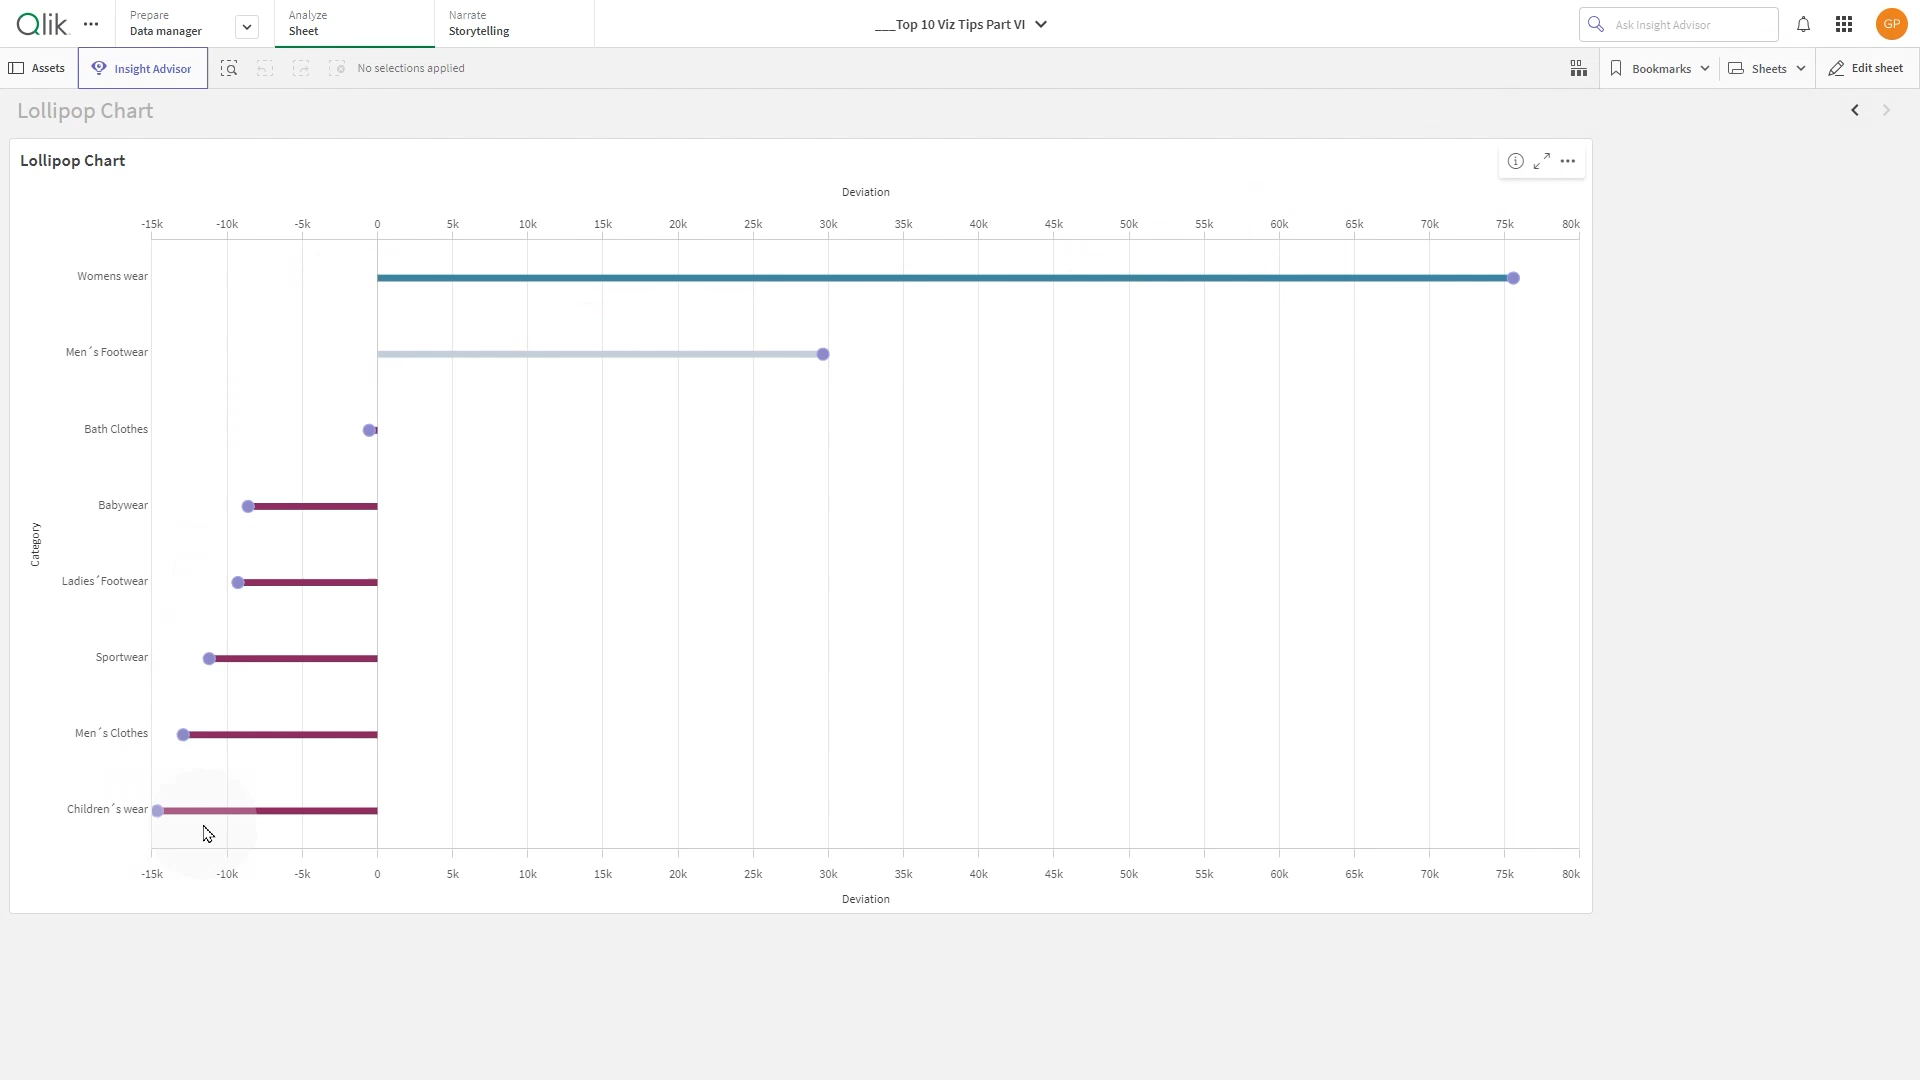 Qlik
Prepare
Data manager
Analyze
Sheet
Narrate
Storytelling
___Top 10 Viz Tips Part VI
Ask Insight Advisor
GP
Assets
Insight Advisor
No selections applied
Bookmarks
Sheets
Edit sheet
Lollipop Chart
Lollipop Chart
Deviation
-15k -10k -5k 0 5k 10k 15k 20k 25k 30k 35k 40k 45k 50k 55k 60k 65k 70k 75k 80k
Category
Womens wear
Men´s Footwear
Bath Clothes
Babywear
Ladies´Footwear
Sportwear
Men´s Clothes
Children´s wear
-15k -10k -5k 0 5k 10k 15k 20k 25k 30k 35k 40k 45k 50k 55k 60k 65k 70k 75k 80k
Deviation